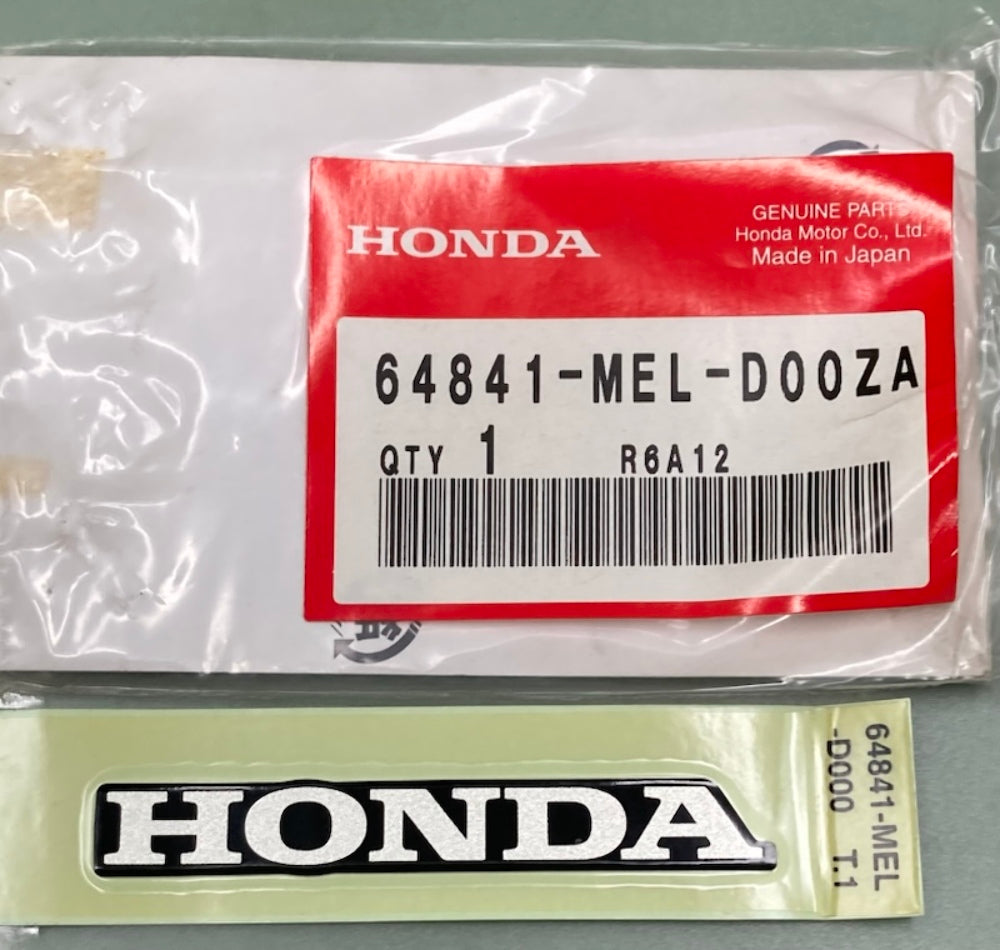 HONDA
GENUINE PARTS
Honda Motor Co., Ltd.
Made in Japan
64841-MEL-D00ZA
QTY 1 R6A12
HONDA
64841-MEL
-D000 T.1